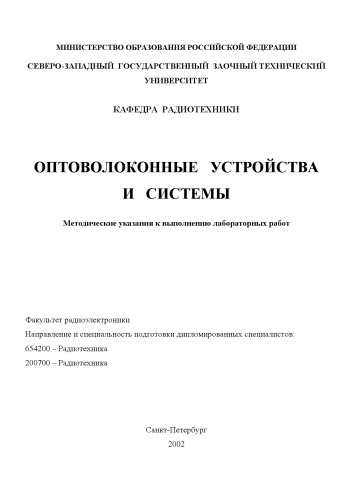 МИНИСТЕРСТВО ОБРАЗОВАНИЯ РОССИЙСКОЙ ФЕДЕРАЦИИ
СЕВЕРО-ЗАПАДНЫЙ ГОСУДАРСТВЕННЫЙ ЗАОЧНЫЙ ТЕХНИЧЕСКИЙ
УНИВЕРСИТЕТ
КАФЕДРА РАДИОТЕХНИКИ
ОПТОВОЛОКОННЫЕ УСТРОЙСТВА
И СИСТЕМЫ
Методические указания к выполнению лабораторных работ
Факультет радиоэлектроники
Направление и специальность подготовки дипломированных специалистов:
654200 – Радиотехника
200700 – Радиотехника
Санкт-Петербург
2002